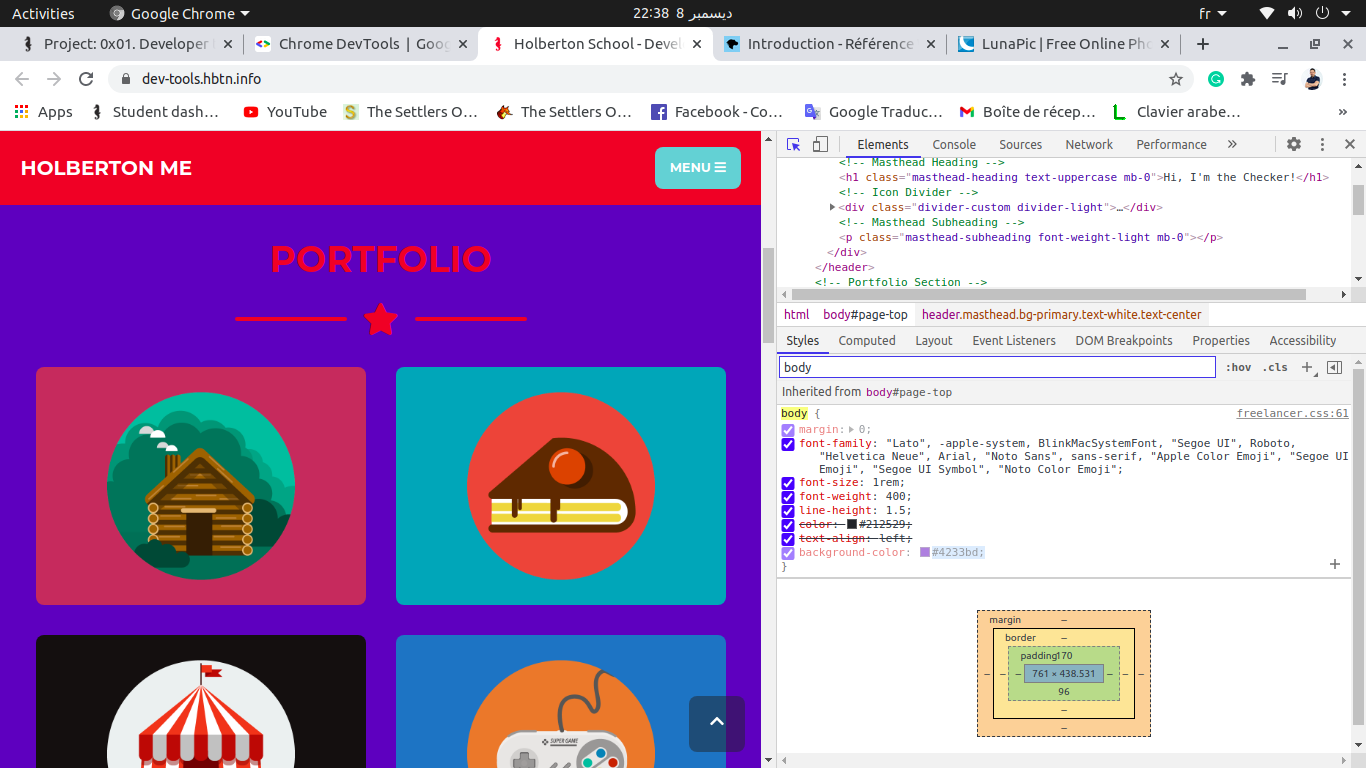 Activities Google Chrome 22:38 8 ديسمبر fr
Project: 0x01. Developer Chrome DevTools | Goog Holberton School - Devel Introduction - Référence LunaPic | Free Online Pho
dev-tools.hbtn.info
Apps Student dash… YouTube The Settlers O… The Settlers O… Facebook - Co… Google Traduc… Boîte de récep… Clavier arabe… »
HOLBERTON ME
MENU
PORTFOLIO
SUPER GAME
Elements Console Sources Network Performance »
<!-- Masthead Heading -->
<h1 class="masthead-heading text-uppercase mb-0">Hi, I'm the Checker!</h1>
<!-- Icon Divider -->
<div class="divider-custom divider-light">…</div>
<!-- Masthead Subheading -->
<p class="masthead-subheading font-weight-light mb-0"></p>
</div>
</header>
<!-- Portfolio Section -->
html body#page-top header.masthead.bg-primary.text-white.text-center
Styles Computed Layout Event Listeners DOM Breakpoints Properties Accessibility
body :hov .cls +
Inherited from body#page-top
body { freelancer.css:61
margin: 0;
font-family: "Lato", -apple-system, BlinkMacSystemFont, "Segoe UI", Roboto,
"Helvetica Neue", Arial, "Noto Sans", sans-serif, "Apple Color Emoji", "Segoe UI
Emoji", "Segoe UI Symbol", "Noto Color Emoji";
font-size: 1rem;
font-weight: 400;
line-height: 1.5;
color: #212529;
text-align: left;
background-color: #4233bd;
}
margin –
border –
padding170
– – – 761 × 438.531 – – –
96
–
–